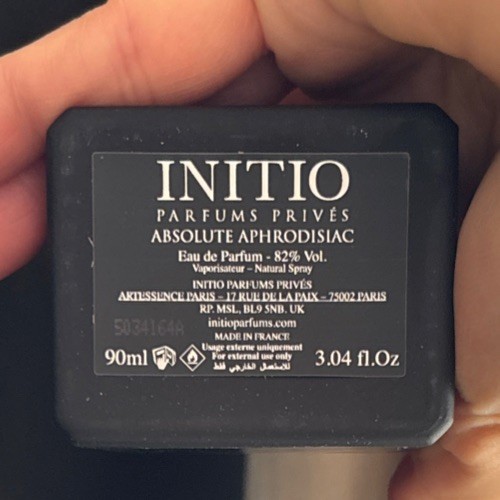 INITIO
PARFUMS PRIVÉS
ABSOLUTE APHRODISIAC
Eau de Parfum - 82% Vol.
Vaporisateur – Natural Spray
INITIO PARFUMS PRIVÉS
ARTESSENCE PARIS – 17 RUE DE LA PAIX – 75002 PARIS
RP. MSL, BL9 5NB. UK
initioparfums.com
MADE IN FRANCE
5034164A
Usage externe uniquement
For external use only
للاستعمال الخارجي فقط
90ml
3.04 fl.Oz